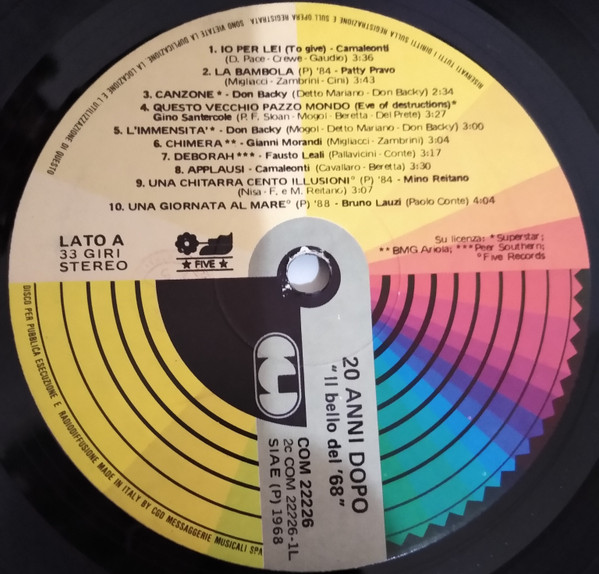 RISERVATI TUTTI I DIRITTI SULLA REGISTRAZIONE E SULL'OPERA REGISTRATA. SONO VIETATE LA DUPLICAZIONE, LA LOCAZIONE E L'UTILIZZAZIONE DI QUESTO
DISCO PER PUBBLICA ESECUZIONE E RADIODIFFUSIONE MADE IN ITALY BY CGD MESSAGGERIE MUSICALI SPA
1. IO PER LEI (To give) - Camaleonti
(D. Pace - Crewe - Gaudio) 3:36
2. LA BAMBOLA (P) '84 - Patty Pravo
(Migliacci - Zambrini - Cini) 3:43
3. CANZONE * - Don Backy (Detto Mariano - Don Backy) 2:34
4. QUESTO VECCHIO PAZZO MONDO (Eve of destructions)*
Gino Santercole (P. F. Sloan - Mogol - Beretta - Del Prete) 3:27
5. L'IMMENSITA'* - Don Backy (Mogol - Detto Mariano - Don Backy) 3:00
6. CHIMERA** - Gianni Morandi (Migliacci - Zambrini) 3:04
7. DEBORAH*** - Fausto Leali (Pallavicini - Conte) 3:17
8. APPLAUSI - Camaleonti (Cavallaro - Beretta) 3:30
9. UNA CHITARRA CENTO ILLUSIONI° (P) '84 - Mino Reitano
(Nisa - F. e M. Reitano) 3:07
10. UNA GIORNATA AL MARE° (P) '88 - Bruno Lauzi (Paolo Conte) 4:04
LATO A
33 GIRI
STEREO
★ FIVE ★
Su licenza: *Superstar;
**BMG Ariola; ***Peer Southern;
°Five Records
20 ANNI DOPO
"Il bello del '68"
COM 22226
2c COM 22226-1L
SIAE (P) 1968